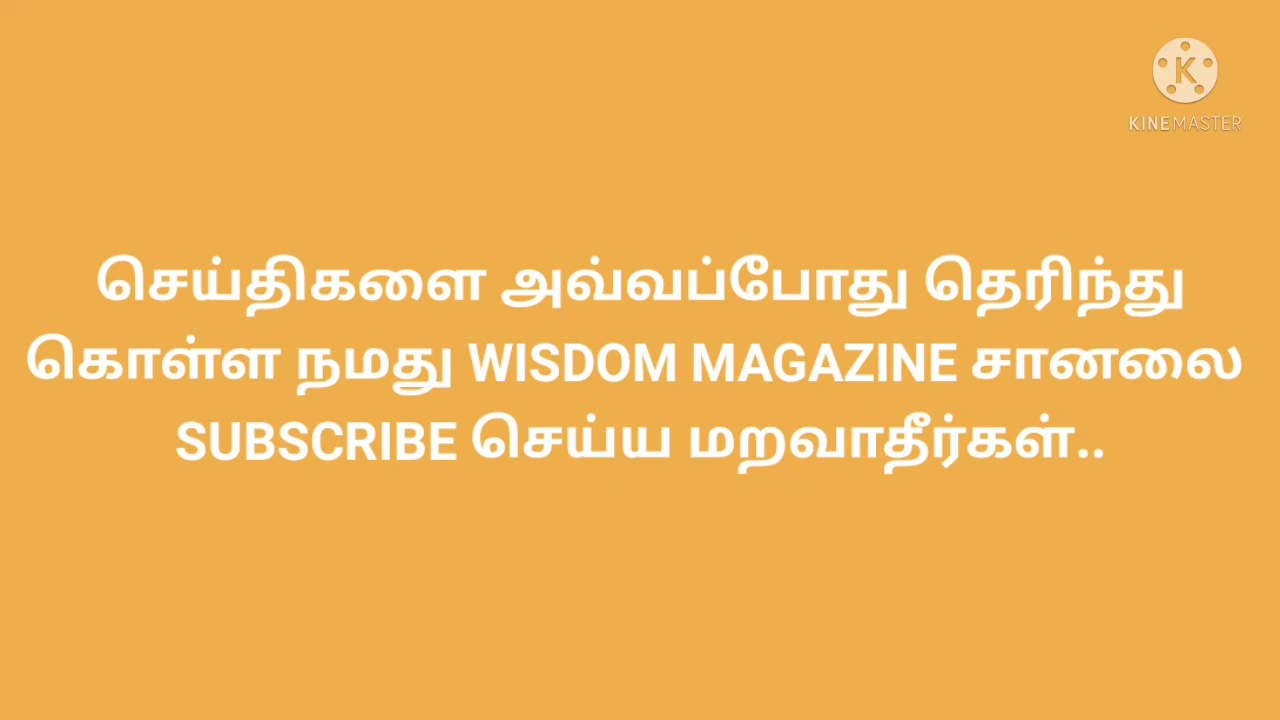 KINEMASTER
செய்திகளை அவ்வப்போது தெரிந்து
கொள்ள நமது WISDOM MAGAZINE சானலை
SUBSCRIBE செய்ய மறவாதீர்கள்..